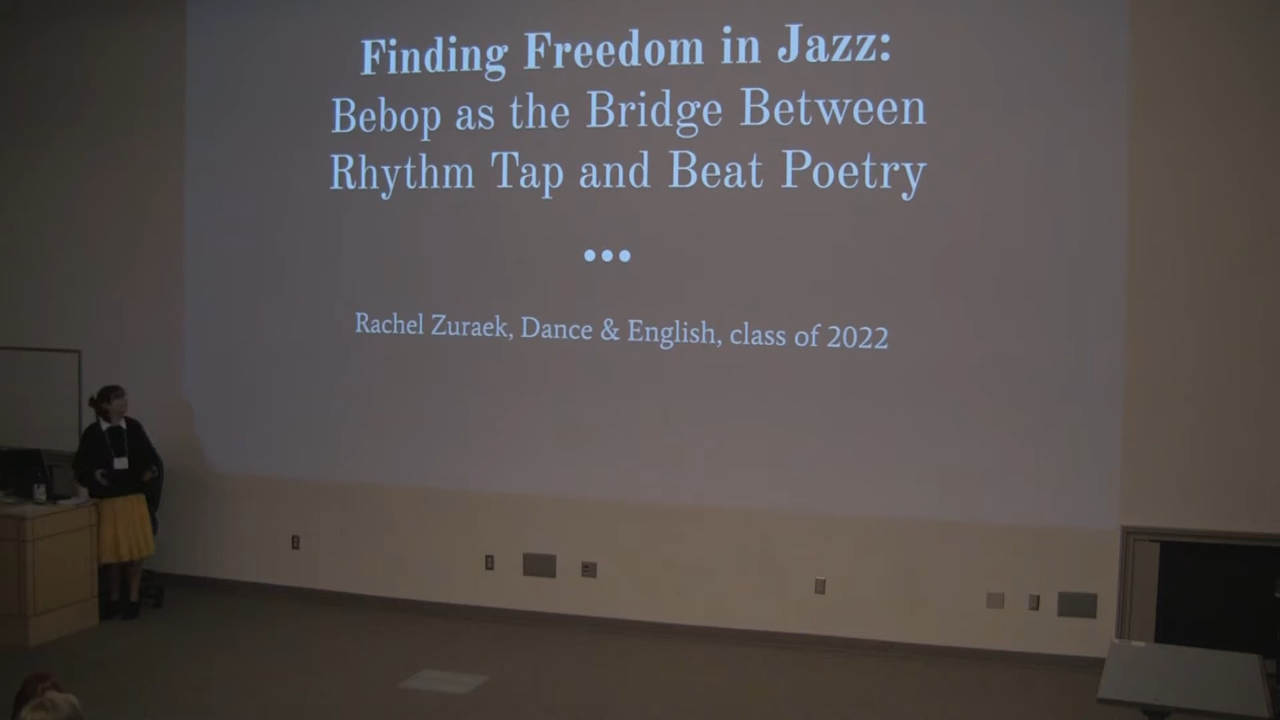 Finding Freedom in Jazz:
Bebop as the Bridge Between
Rhythm Tap and Beat Poetry
Rachel Zuraek, Dance & English, class of 2022